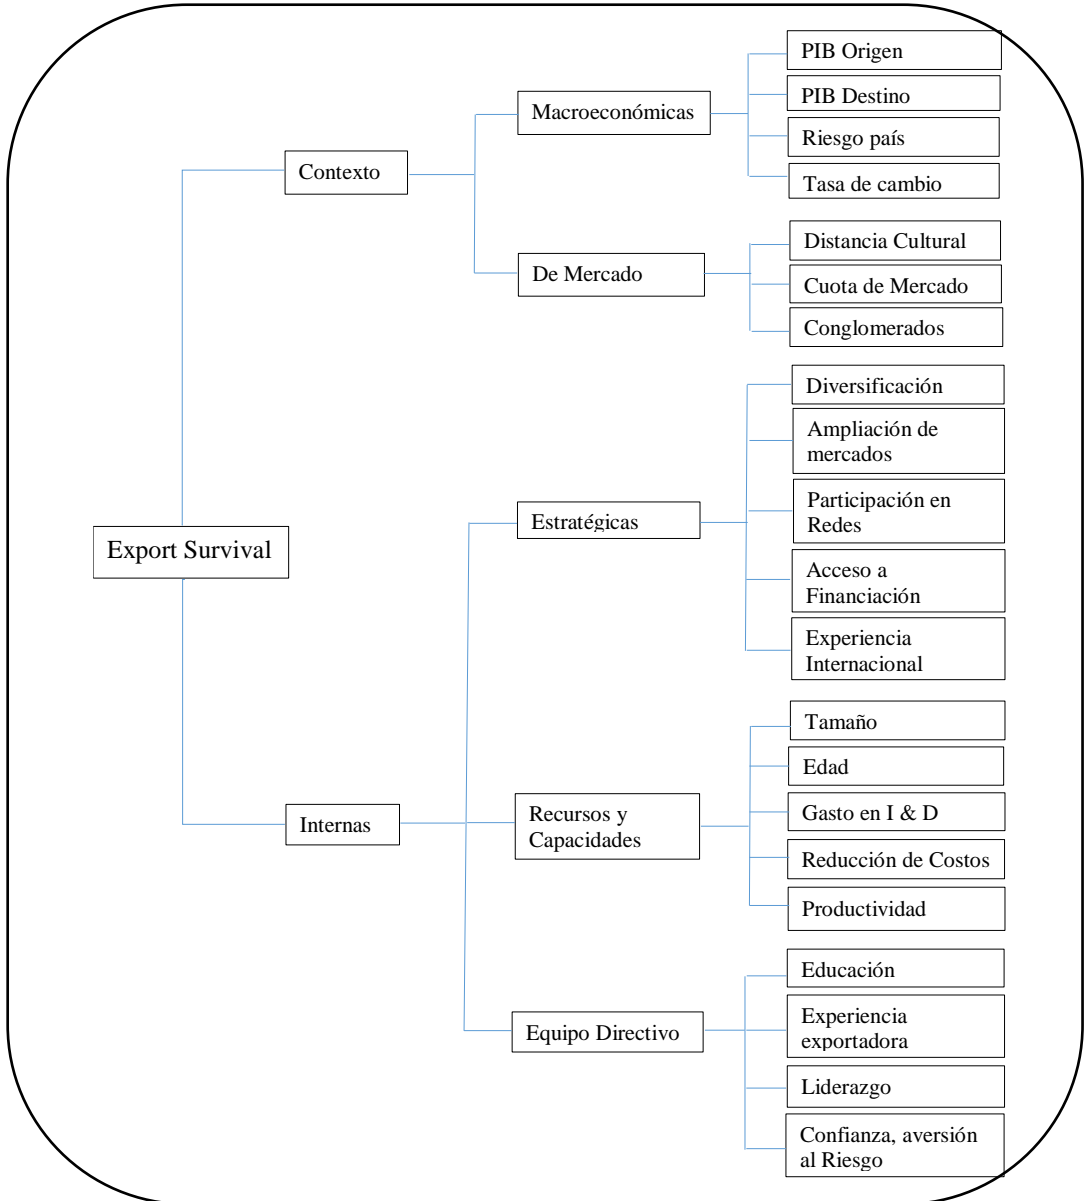 Export Survival
Contexto
Macroeconómicas
PIB Origen
PIB Destino
Riesgo país
Tasa de cambio
De Mercado
Distancia Cultural
Cuota de Mercado
Conglomerados
Internas
Estratégicas
Diversificación
Ampliación de
mercados
Participación en
Redes
Acceso a
Financiación
Experiencia
Internacional
Recursos y
Capacidades
Tamaño
Edad
Gasto en I & D
Reducción de Costos
Productividad
Equipo Directivo
Educación
Experiencia
exportadora
Liderazgo
Confianza, aversión
al Riesgo